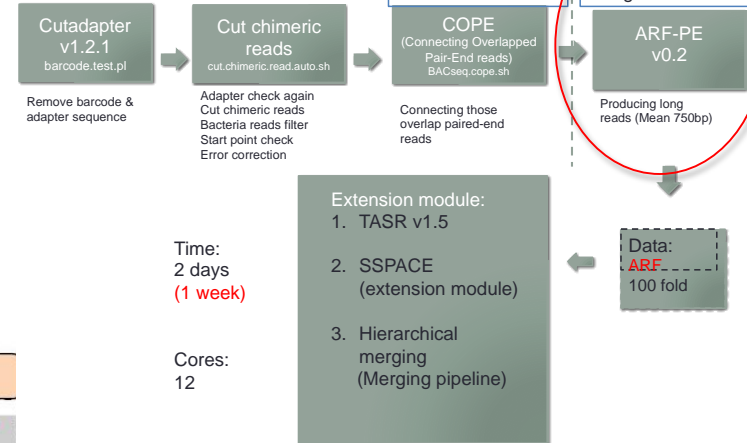 Cutadapter
v1.2.1
barcode.test.pl
Remove barcode &
adapter sequence
Cut chimeric
reads
cut.chimeric.read.auto.sh
Adapter check again
Cut chimeric reads
Bacteria reads filter
Start point check
Error correction
COPE
(Connecting Overlapped
Pair-End reads)
BACseq.cope.sh
Connecting those
overlap paired-end
reads
ARF-PE
v0.2
Producing long
reads (Mean 750bp)
Data:
ARF
100 fold
Extension module:
1. TASR v1.5
2. SSPACE
(extension module)
3. Hierarchical
merging
(Merging pipeline)
Time:
2 days
(1 week)
Cores:
12